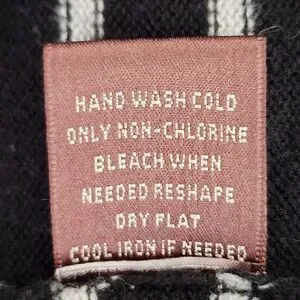 HAND WASH COLD
ONLY NON-CHLORINE
BLEACH WHEN
NEEDED RESHAPE
DRY FLAT
COOL IRON IF NEEDED